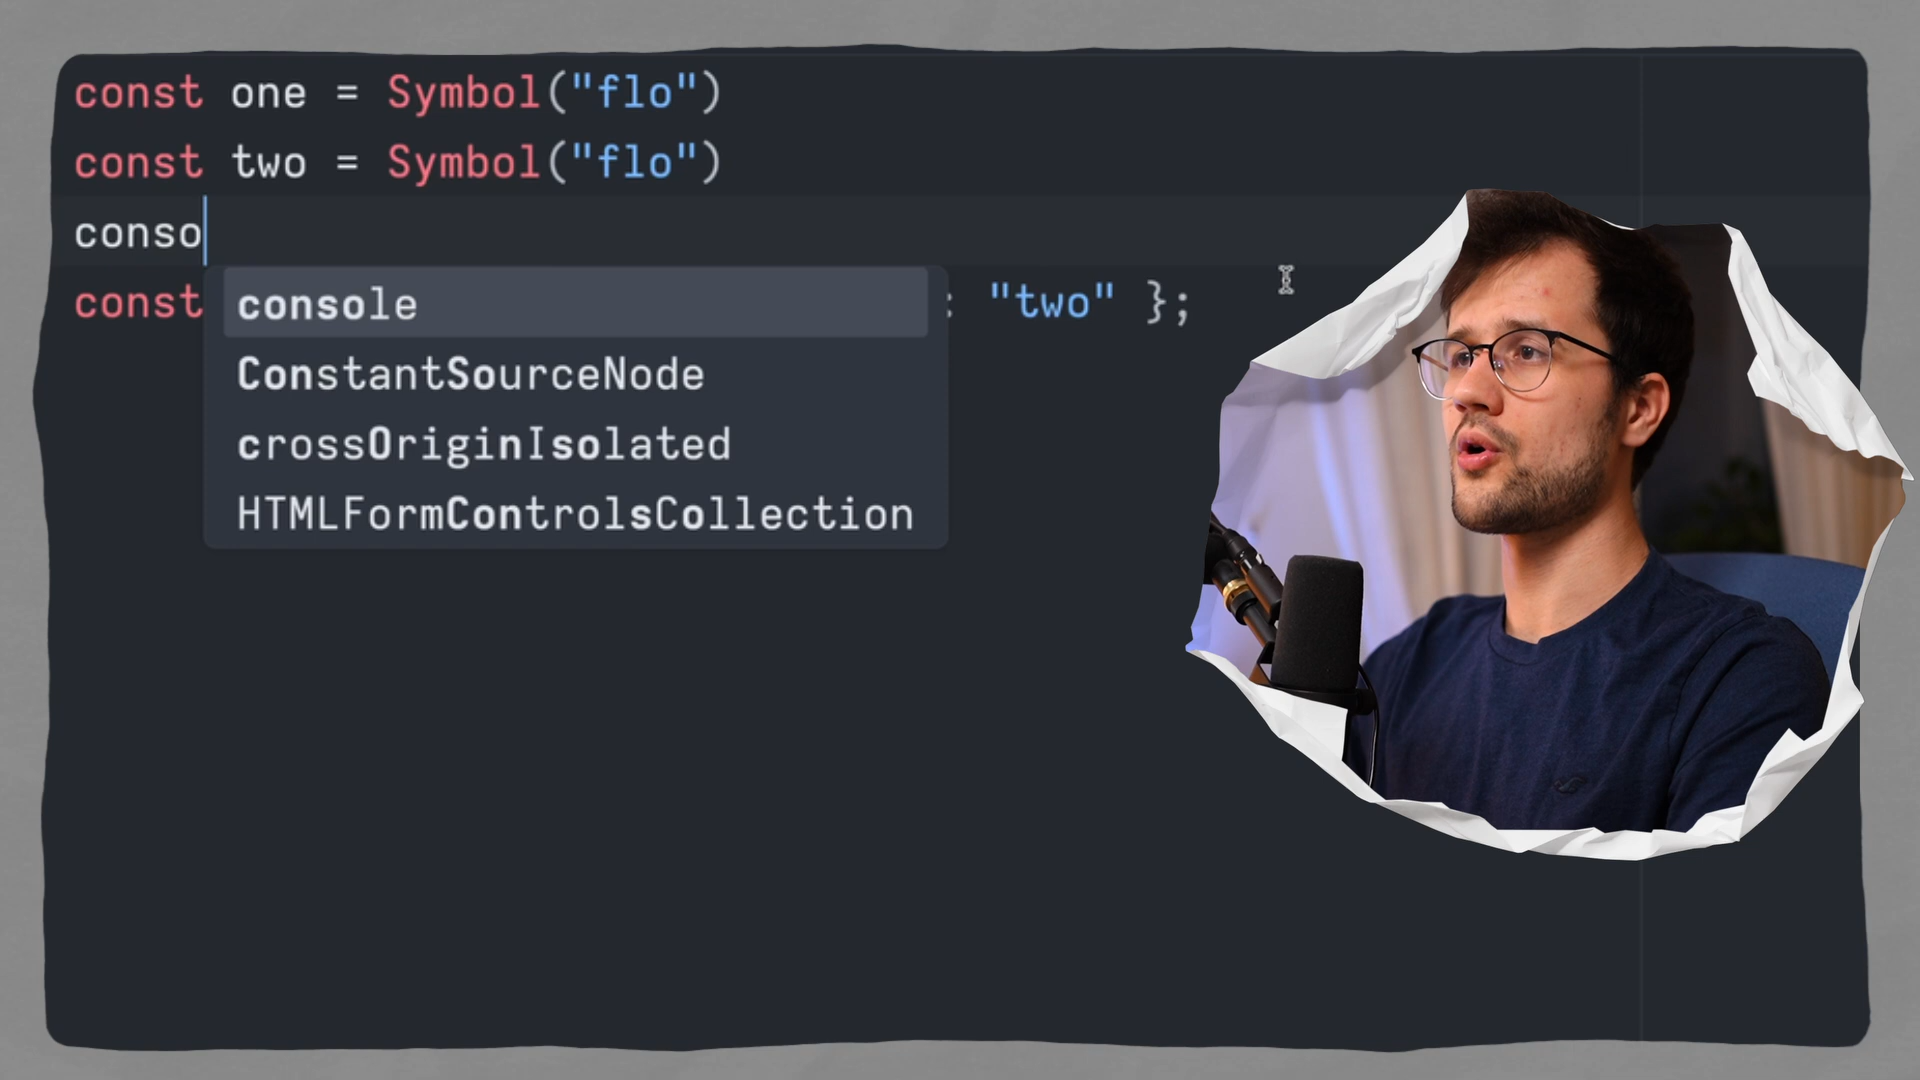 const one = Symbol("flo")
const two = Symbol("flo")
conso
const : "two" };
console
ConstantSourceNode
crossOriginIsolated
HTMLFormControlsCollection